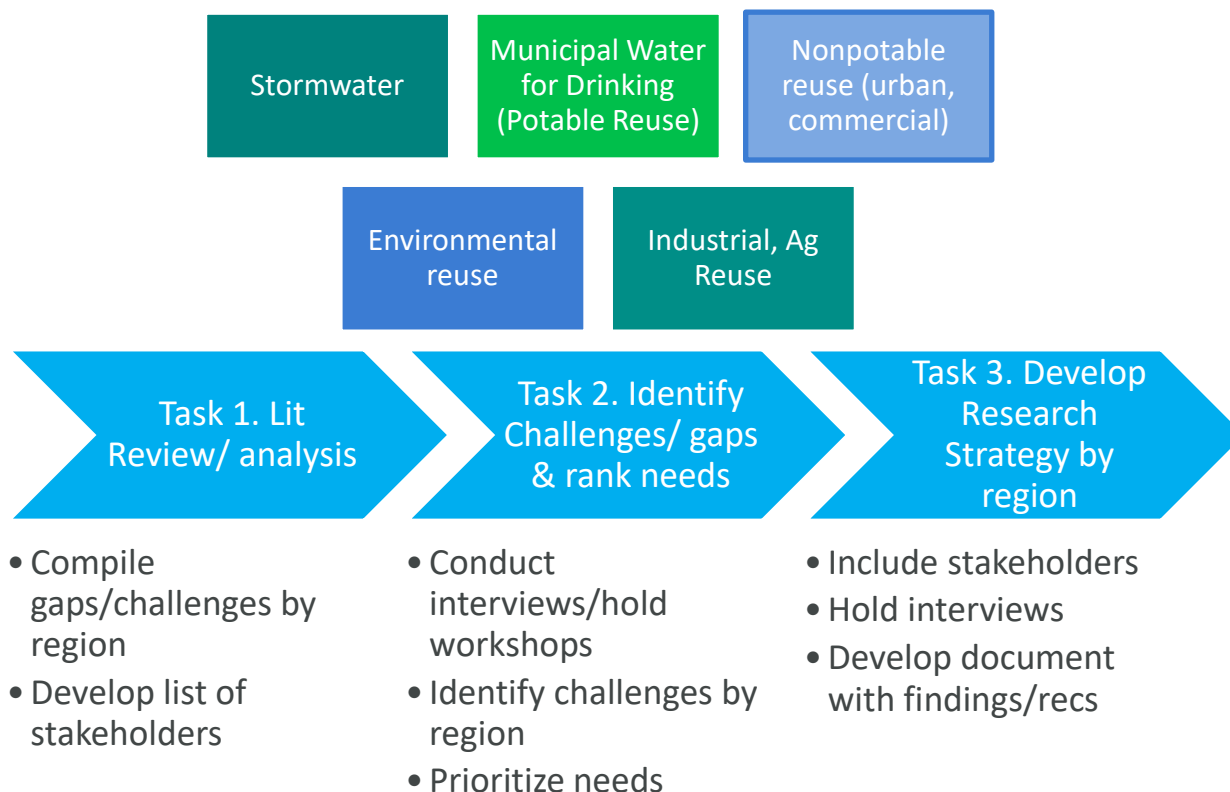 Stormwater
Municipal Water
for Drinking
(Potable Reuse)
Nonpotable
reuse (urban,
commercial)
Environmental
reuse
Industrial, Ag
Reuse
Task 1. Lit
Review/ analysis
Task 2. Identify
Challenges/ gaps
& rank needs
Task 3. Develop
Research
Strategy by
region
• Compile
gaps/challenges by
region
• Develop list of
stakeholders
• Conduct
interviews/hold
workshops
• Identify challenges by
region
• Prioritize needs
• Include stakeholders
• Hold interviews
• Develop document
with findings/recs